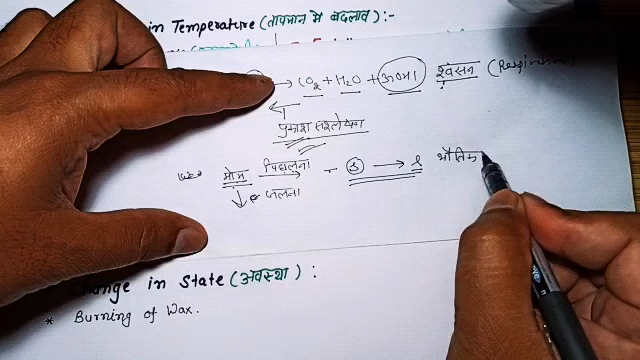 in Temperature (तापमान में बदलाव) :-
→ CO₂ + H₂O + ऊष्मा श्वसन (Respiration)
प्रकाश संश्लेषण
मोम पिघलना - S → l भौतिक
जलना
Change in State (अवस्था) :
* Burning of Wax.